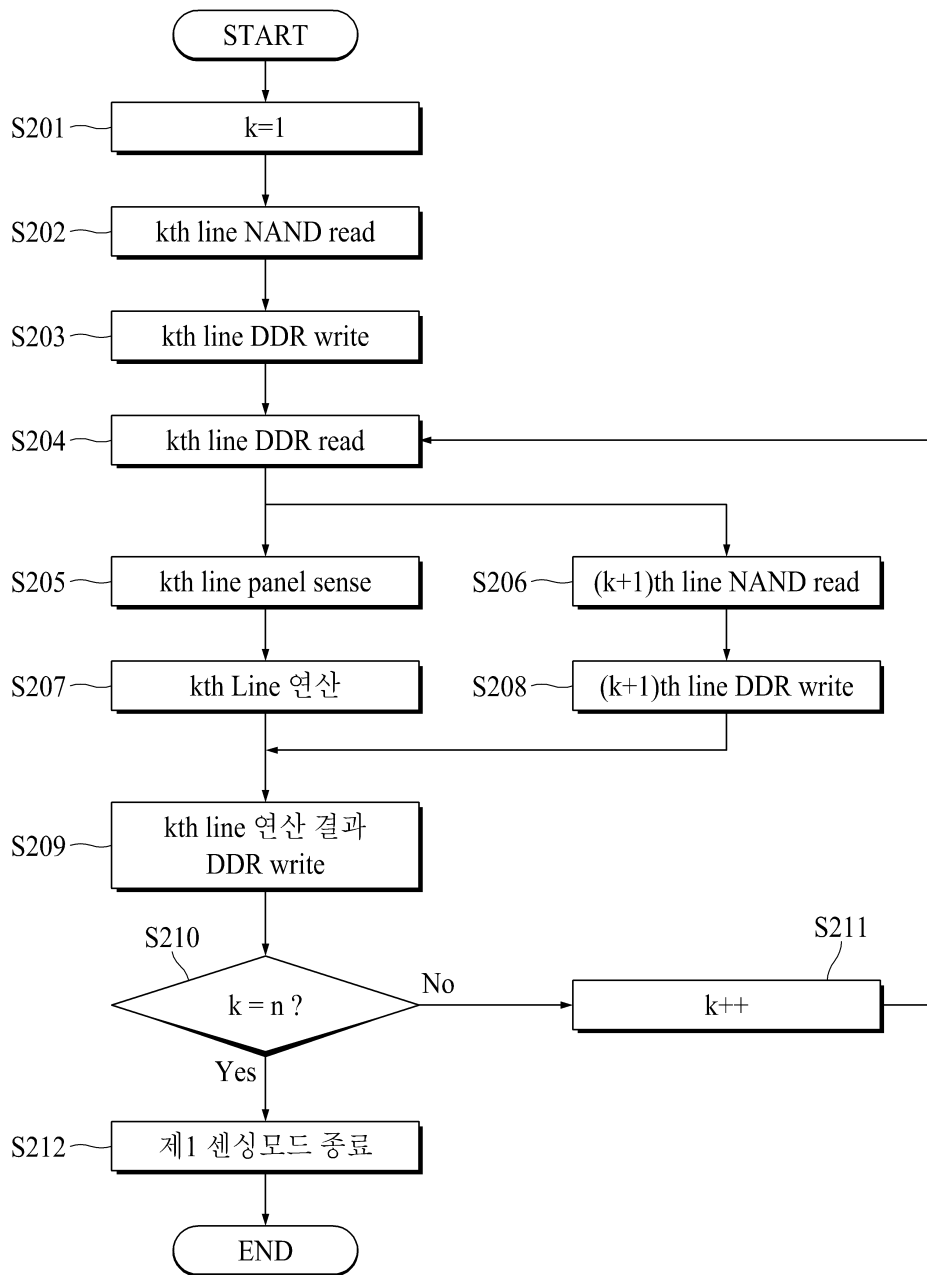 START
S201
k=1
S202
kth line NAND read
S203
kth line DDR write
S204
kth line DDR read
S205
kth line panel sense
S206
(k+1)th line NAND read
S207
kth Line 연산
S208
(k+1)th line DDR write
S209
kth line 연산 결과
DDR write
S210
k = n ?
No
S211
k++
Yes
S212
제1 센싱모드 종료
END